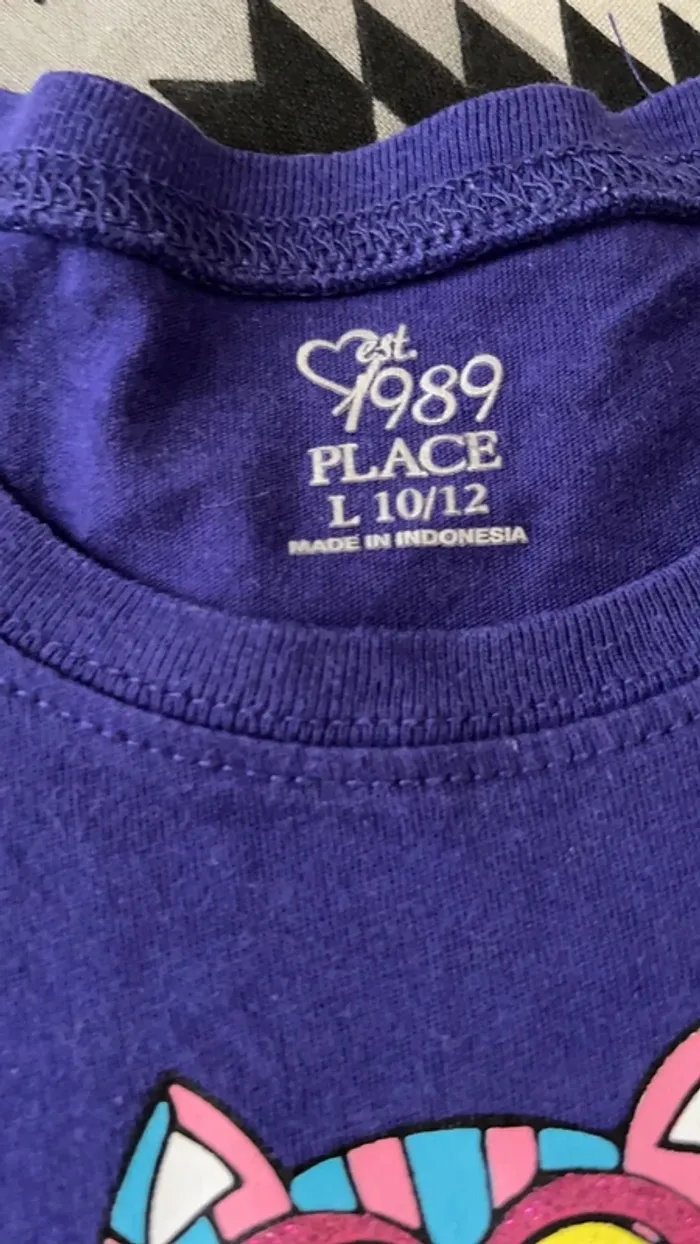 est.
1989
PLACE
L 10/12
MADE IN INDONESIA